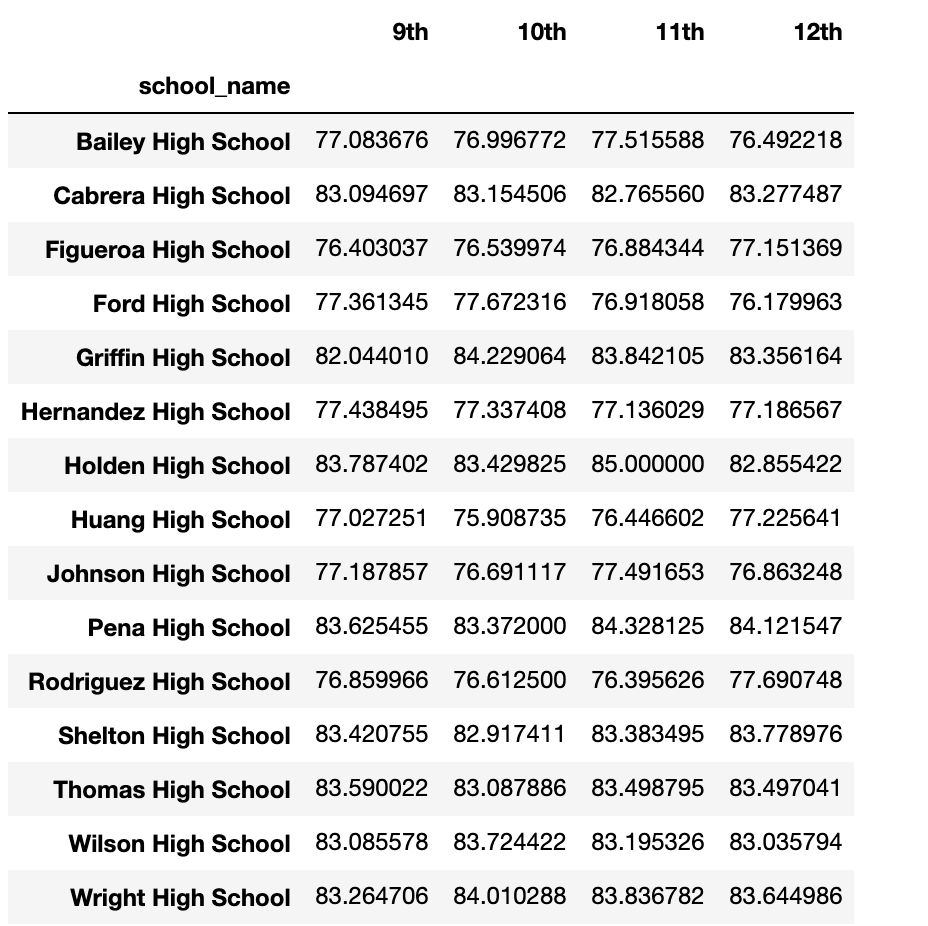 9th 10th 11th 12th
school_name
Bailey High School 77.083676 76.996772 77.515588 76.492218
Cabrera High School 83.094697 83.154506 82.765560 83.277487
Figueroa High School 76.403037 76.539974 76.884344 77.151369
Ford High School 77.361345 77.672316 76.918058 76.179963
Griffin High School 82.044010 84.229064 83.842105 83.356164
Hernandez High School 77.438495 77.337408 77.136029 77.186567
Holden High School 83.787402 83.429825 85.000000 82.855422
Huang High School 77.027251 75.908735 76.446602 77.225641
Johnson High School 77.187857 76.691117 77.491653 76.863248
Pena High School 83.625455 83.372000 84.328125 84.121547
Rodriguez High School 76.859966 76.612500 76.395626 77.690748
Shelton High School 83.420755 82.917411 83.383495 83.778976
Thomas High School 83.590022 83.087886 83.498795 83.497041
Wilson High School 83.085578 83.724422 83.195326 83.035794
Wright High School 83.264706 84.010288 83.836782 83.644986